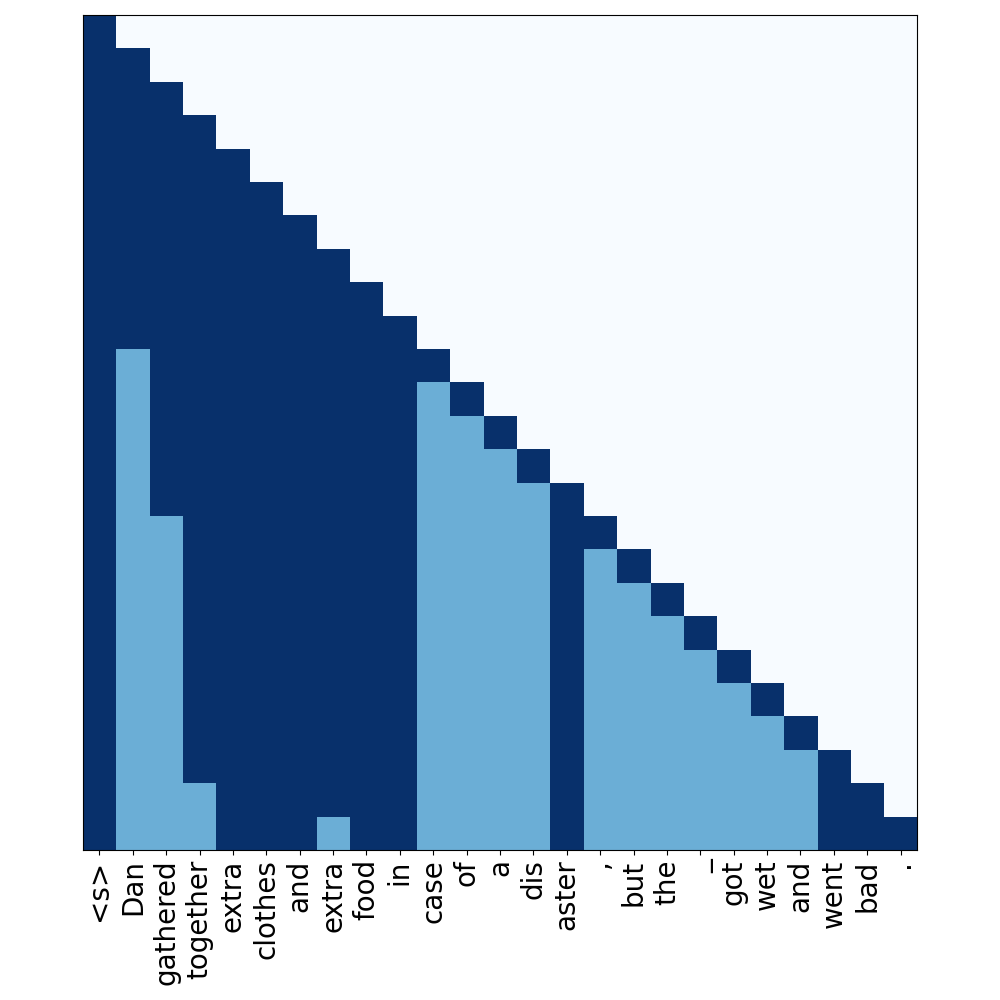 <s> Dan gathered together extra clothes and extra food in case of a dis aster , but the _ got wet and went bad .